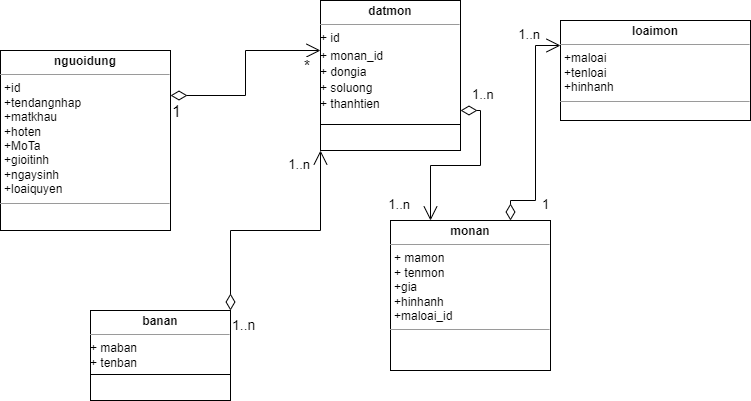 nguoidung
+id
+tendangnhap
+matkhau
+hoten
+MoTa
+gioitinh
+ngaysinh
+loaiquyen
1
*
datmon
+ id
+ monan_id
+ dongia
+ soluong
+ thanhtien
1..n
1..n
1..n
loaimon
+maloai
+tenloai
+hinhanh
1..n
1
monan
+ mamon
+ tenmon
+gia
+hinhanh
+maloai_id
banan
+ maban
+ tenban
1..n